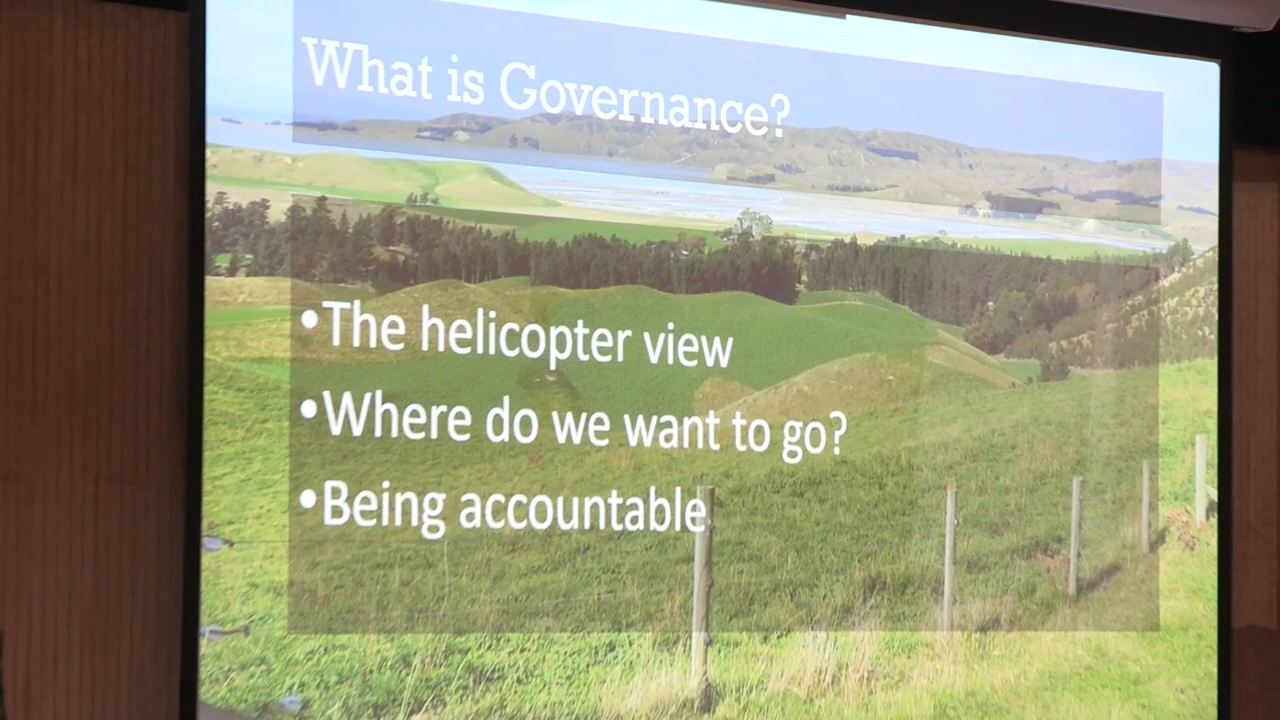 What is Governance?
•The helicopter view
•Where do we want to go?
•Being accountable